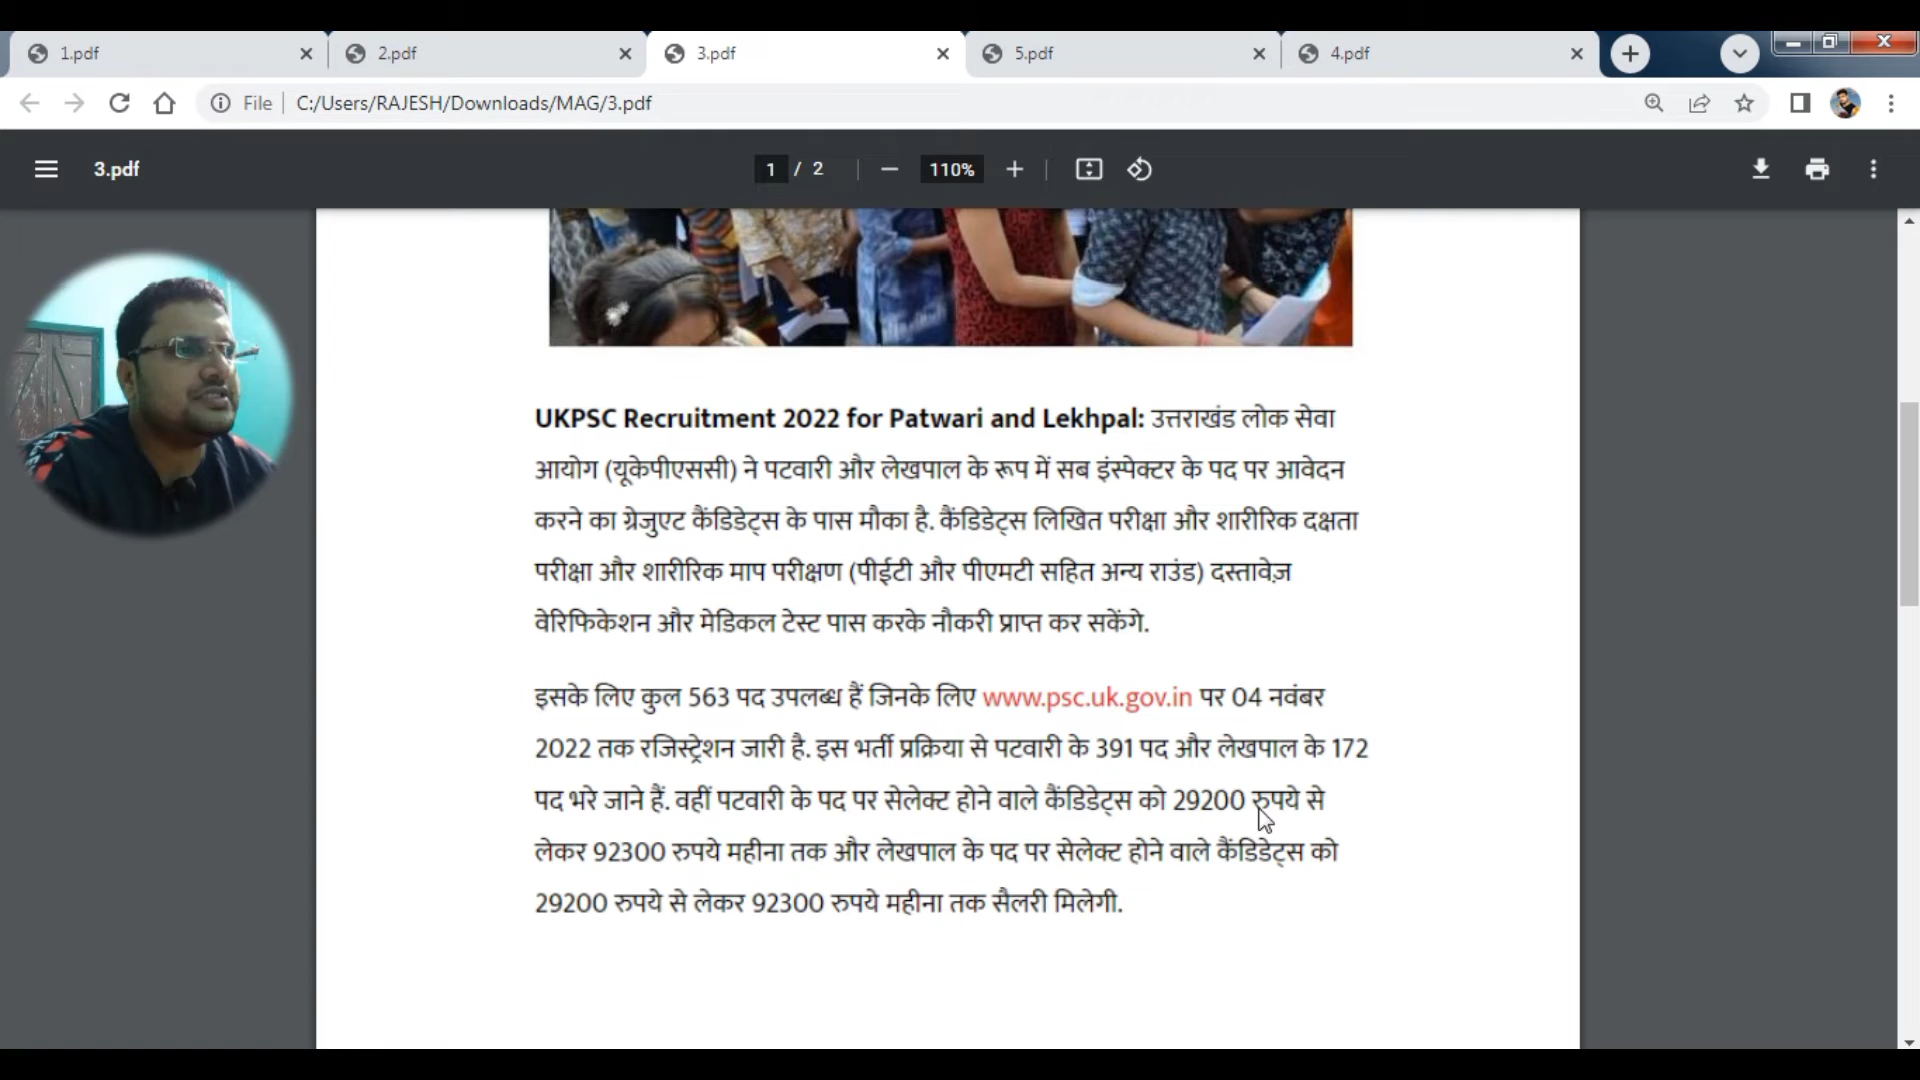 1.pdf
2.pdf
3.pdf
5.pdf
4.pdf
File C:/Users/RAJESH/Downloads/MAG/3.pdf
3.pdf
1 / 2
110%
UKPSC Recruitment 2022 for Patwari and Lekhpal: उत्तराखंड लोक सेवा
आयोग (यूकेपीएससी) ने पटवारी और लेखपाल के रूप में सब इंस्पेक्टर के पद पर आवेदन
करने का ग्रेजुएट कैंडिडेट्स के पास मौका है. कैंडिडेट्स लिखित परीक्षा और शारीरिक दक्षता
परीक्षा और शारीरिक माप परीक्षण (पीईटी और पीएमटी सहित अन्य राउंड) दस्तावेज़
वेरिफिकेशन और मेडिकल टेस्ट पास करके नौकरी प्राप्त कर सकेंगे.
इसके लिए कुल 563 पद उपलब्ध हैं जिनके लिए www.psc.uk.gov.in पर 04 नवंबर
2022 तक रजिस्ट्रेशन जारी है. इस भर्ती प्रक्रिया से पटवारी के 391 पद और लेखपाल के 172
पद भरे जाने हैं. वहीं पटवारी के पद पर सेलेक्ट होने वाले कैंडिडेट्स को 29200 रुपये से
लेकर 92300 रुपये महीना तक और लेखपाल के पद पर सेलेक्ट होने वाले कैंडिडेट्स को
29200 रुपये से लेकर 92300 रुपये महीना तक सैलरी मिलेगी.